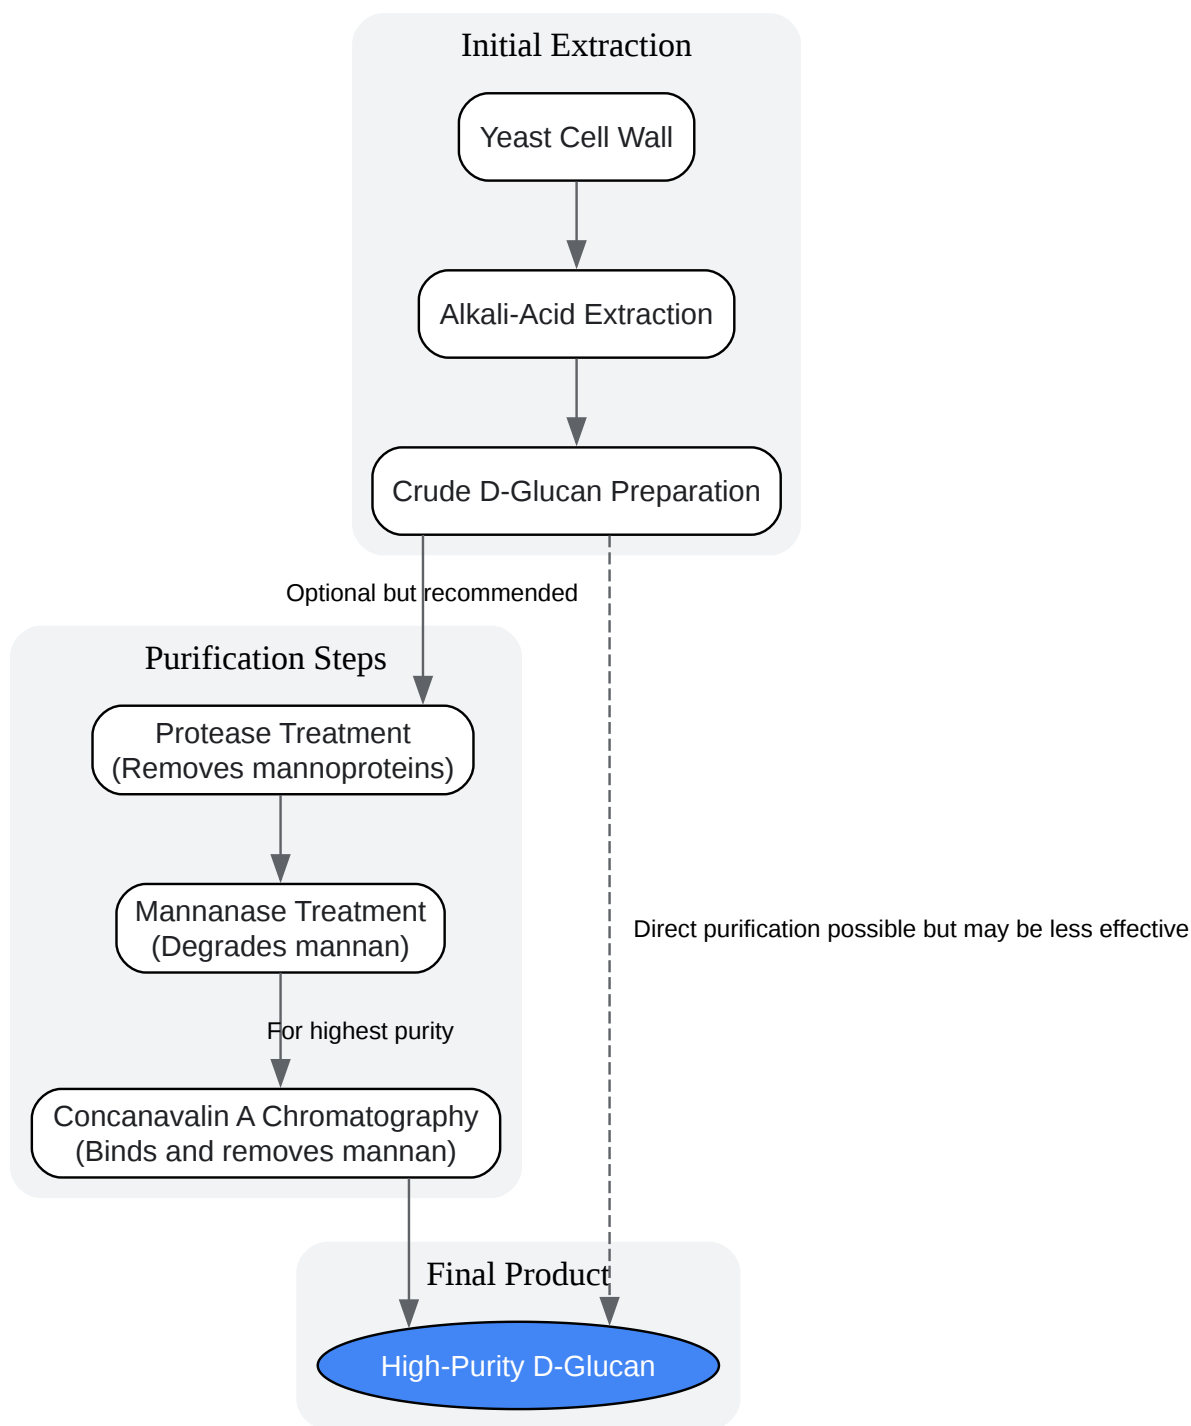 Initial Extraction
Yeast Cell Wall
Alkali-Acid Extraction
Crude D-Glucan Preparation
Optional but recommended
Purification Steps
Protease Treatment
(Removes mannoproteins)
Mannanase Treatment
(Degrades mannan)
Direct purification possible but may be less effective
For highest purity
Concanavalin A Chromatography
(Binds and removes mannan)
Final Product
High-Purity D-Glucan